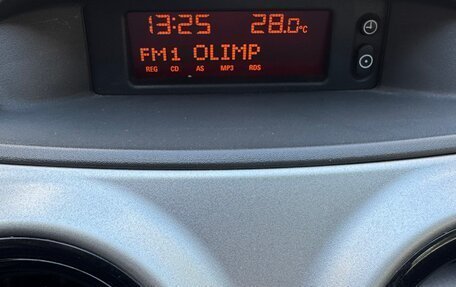 13:25 28.0°C
FM1 OLIMP
REG CD AS MP3 RDS